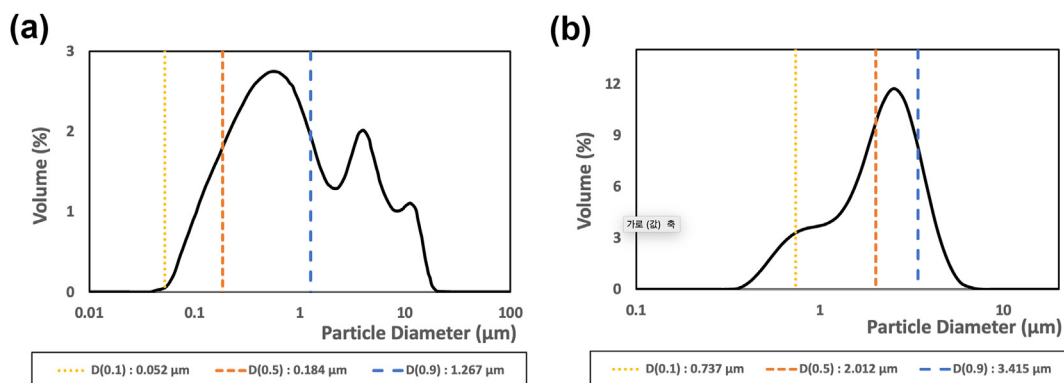 (a)
3
2
1
0
Volume (%)
0.01 0.1 1 10 100
Particle Diameter (μm)
D(0.1) : 0.052 μm D(0.5) : 0.184 μm D(0.9) : 1.267 μm
(b)
12
9
6
3
0
Volume (%)
가로 (값) 축
0.1 1 10
Particle Diameter (μm)
D(0.1) : 0.737 μm D(0.5) : 2.012 μm D(0.9) : 3.415 μm